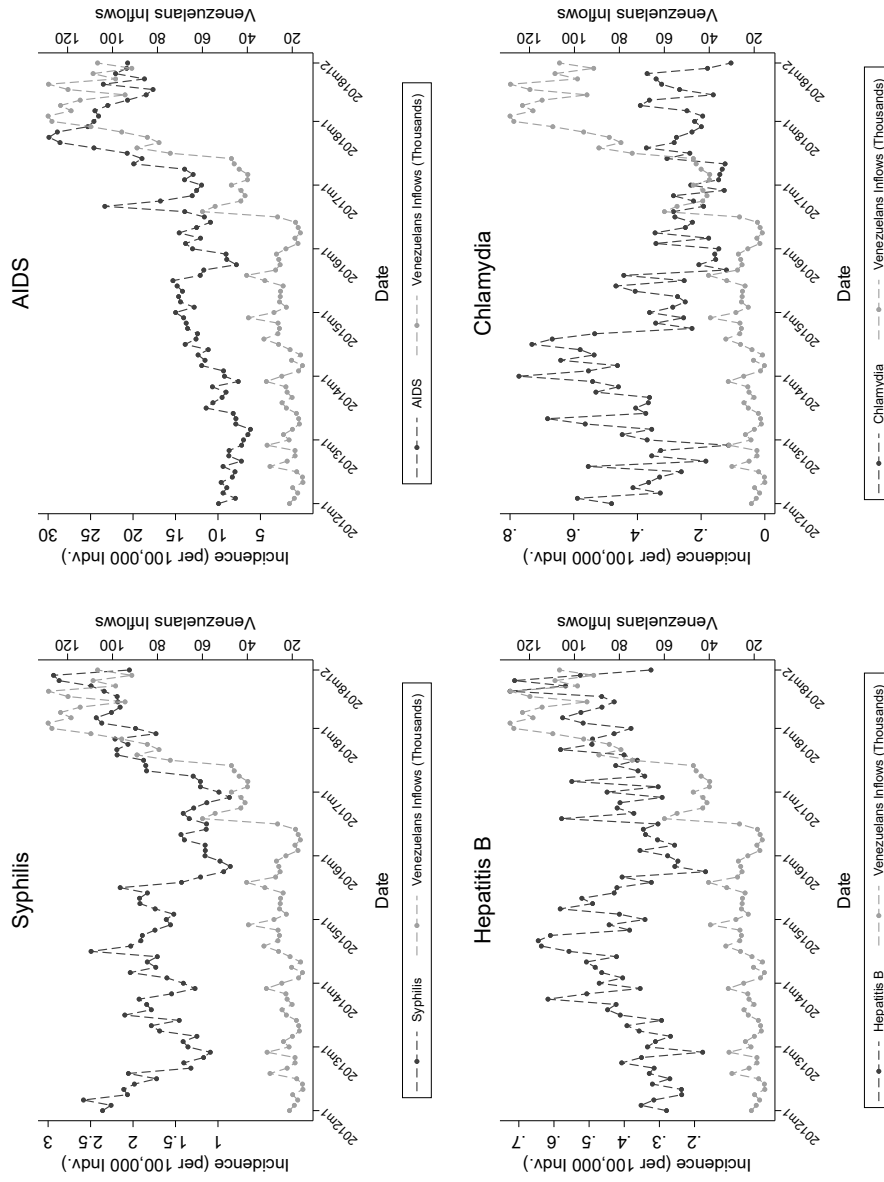 Syphilis
Incidence (per 100,000 Indv.)
3
2.5
2
1.5
1
Venezuelans Inflows
120
100
80
60
40
20
2012m1
2013m1
2014m1
2015m1
2016m1
2017m1
2018m1
2018m12
Date
Syphilis
Venezuelans Inflows (Thousands)
AIDS
Incidence (per 100,000 Indv.)
30
25
20
15
10
5
Venezuelans Inflows
120
100
80
60
40
20
2012m1
2013m1
2014m1
2015m1
2016m1
2017m1
2018m1
2018m12
Date
AIDS
Venezuelans Inflows (Thousands)
Hepatitis B
Incidence (per 100,000 Indv.)
.7
.6
.5
.4
.3
.2
Venezuelans Inflows
120
100
80
60
40
20
2012m1
2013m1
2014m1
2015m1
2016m1
2017m1
2018m1
2018m12
Date
Hepatitis B
Venezuelans Inflows (Thousands)
Chlamydia
Incidence (per 100,000 Indv.)
.8
.6
.4
.2
0
Venezuelans Inflows
120
100
80
60
40
20
2012m1
2013m1
2014m1
2015m1
2016m1
2017m1
2018m1
2018m12
Date
Chlamydia
Venezuelans Inflows (Thousands)